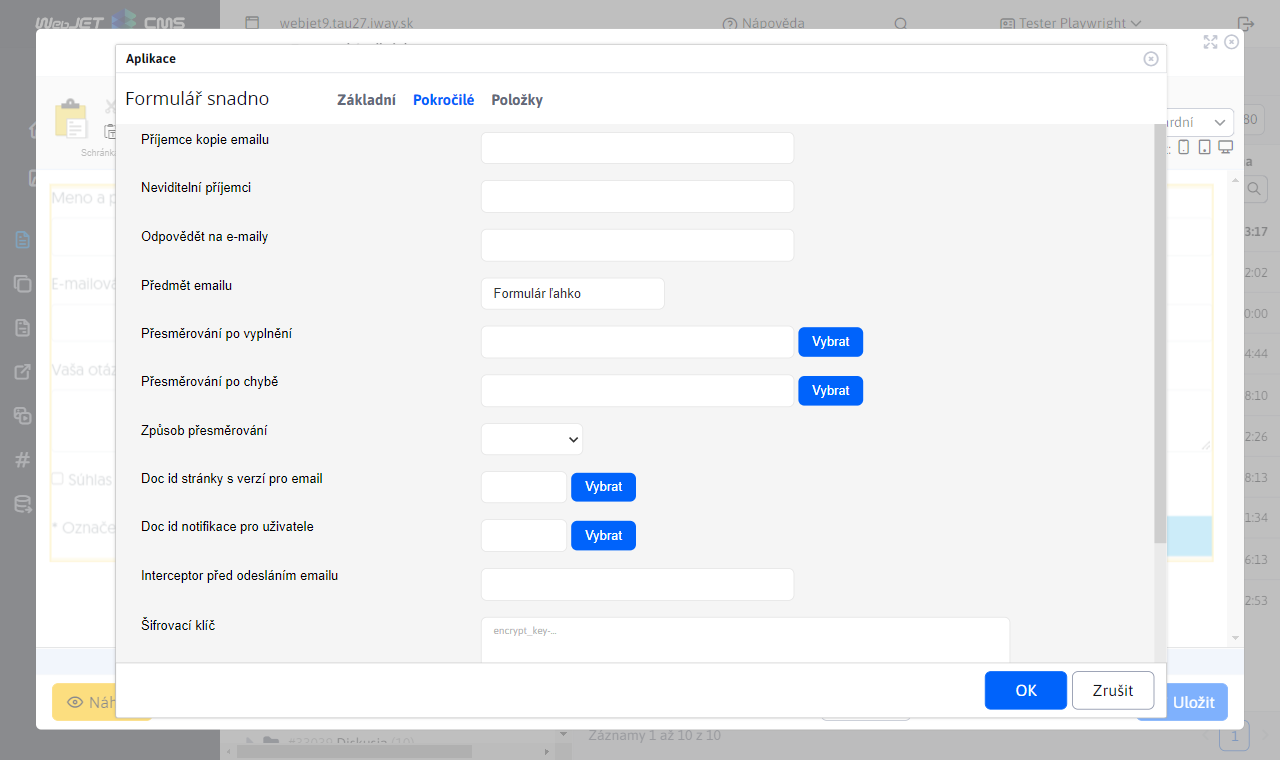 WebJET CMS
webjet9.tau27.iway.sk
Nápověda
Tester Playwright
Aplikace
Formulář snadno
Základní
Pokročilé
Položky
Schránka
rdní
80
Meno a p
E-mailová
Vaša otáz
Súhlas
* Označe
Příjemce kopie emailu
Neviditelní příjemci
Odpovědět na e-maily
Předmět emailu
Formulár ľahko
Přesměrování po vyplnění
Vybrat
Přesměrování po chybě
Vybrat
Způsob přesměrování
Doc id stránky s verzí pro email
Vybrat
Doc id notifikace pro uživatele
Vybrat
Interceptor před odesláním emailu
Šifrovací klíč
encrypt_key-...
3:17
2:02
0:00
4:44
8:10
2:26
8:13
1:34
6:13
2:53
OK
Zrušit
Náh
Uložit
Diskusia (10)
Záznamy 1 až 10 z 10
1